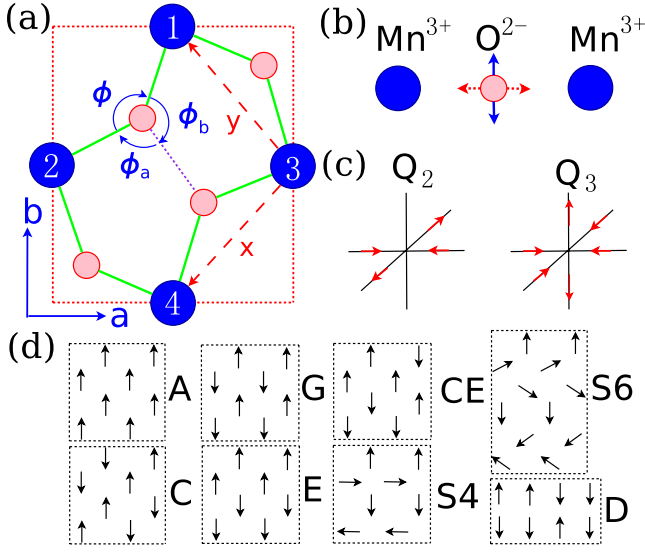 (a)
1
2
3
4
ϕ
ϕa
ϕb
y
x
b
a
(b)
Mn³⁺ O²⁻ Mn³⁺
(c)
Q₂ Q₃
(d)
A G CE S6
C E S4 D